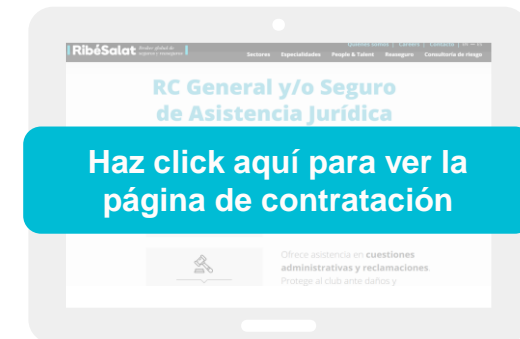 Quiénes somos | Careers | Contacto |
RibéSalat
Sectores Especialidades People & Talent Reaseguro Consultoría de riesgo
RC General y/o Seguro
de Asistencia Jurídica
Haz click aquí para ver la
página de contratación
Ofrece asistencia en cuestiones
administrativas y reclamaciones.
Protege al club ante daños y